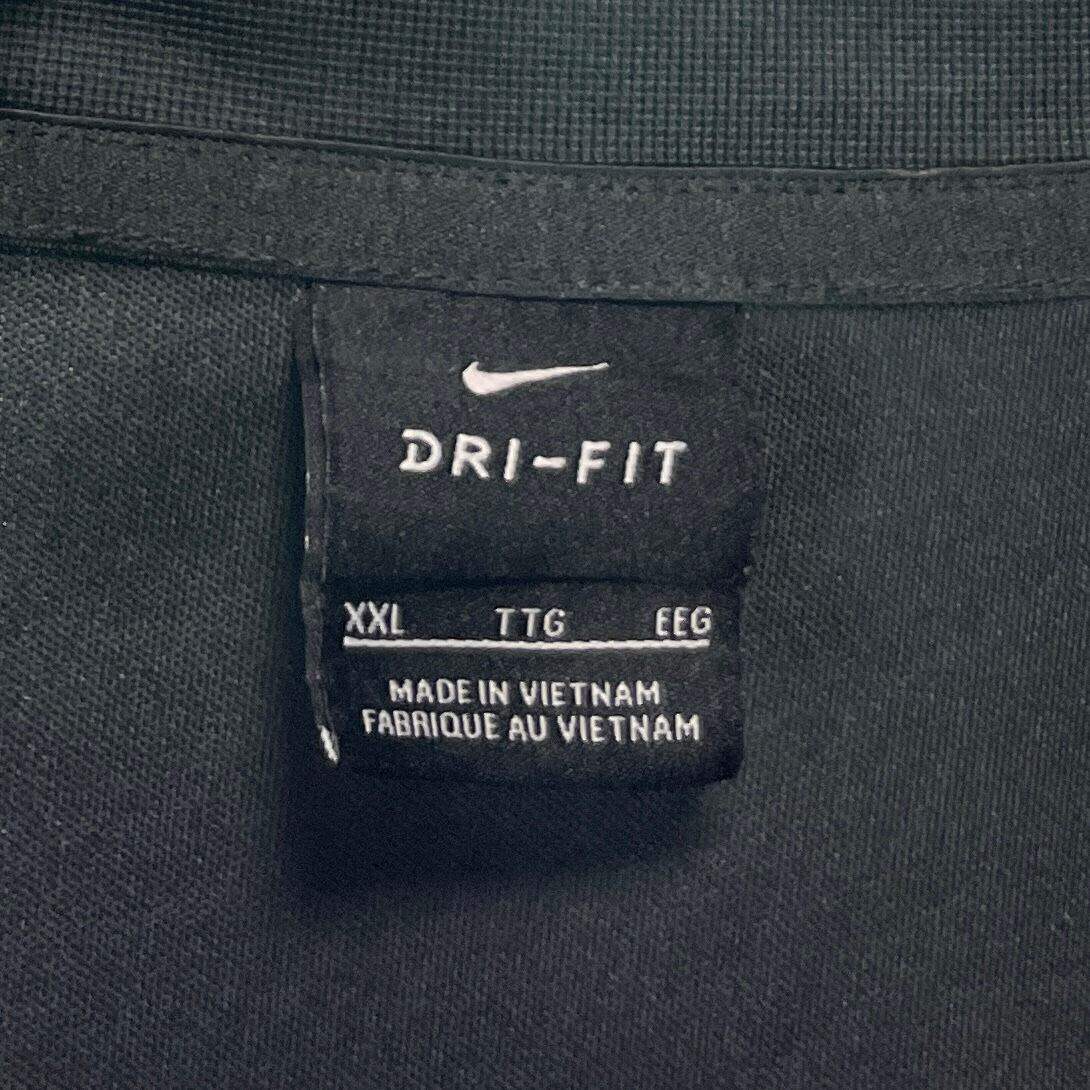 DRI-FIT
XXL TTG EEG
MADE IN VIETNAM
FABRIQUE AU VIETNAM